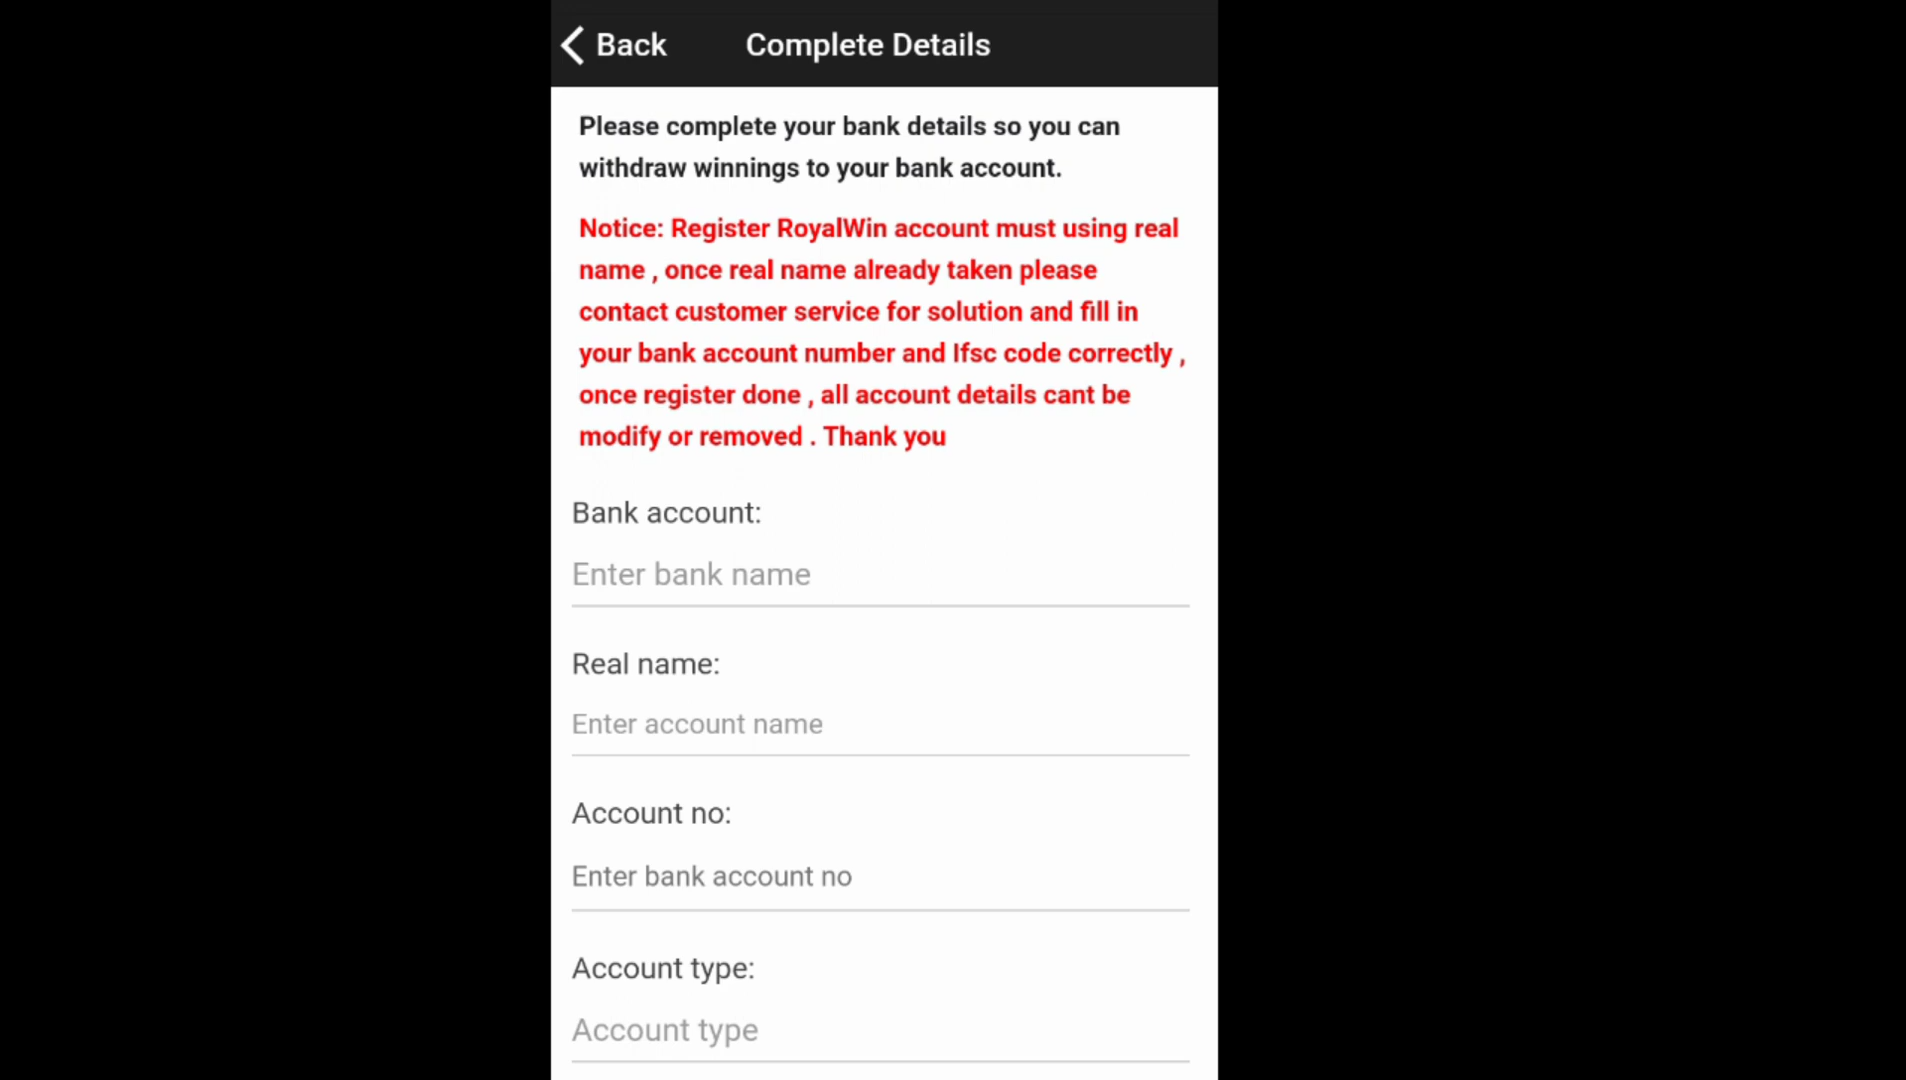 Back
Complete Details
Please complete your bank details so you can
withdraw winnings to your bank account.
Notice: Register RoyalWin account must using real
name , once real name already taken please
contact customer service for solution and fill in
your bank account number and Ifsc code correctly ,
once register done , all account details cant be
modify or removed . Thank you
Bank account:
Enter bank name
Real name:
Enter account name
Account no:
Enter bank account no
Account type:
Account type